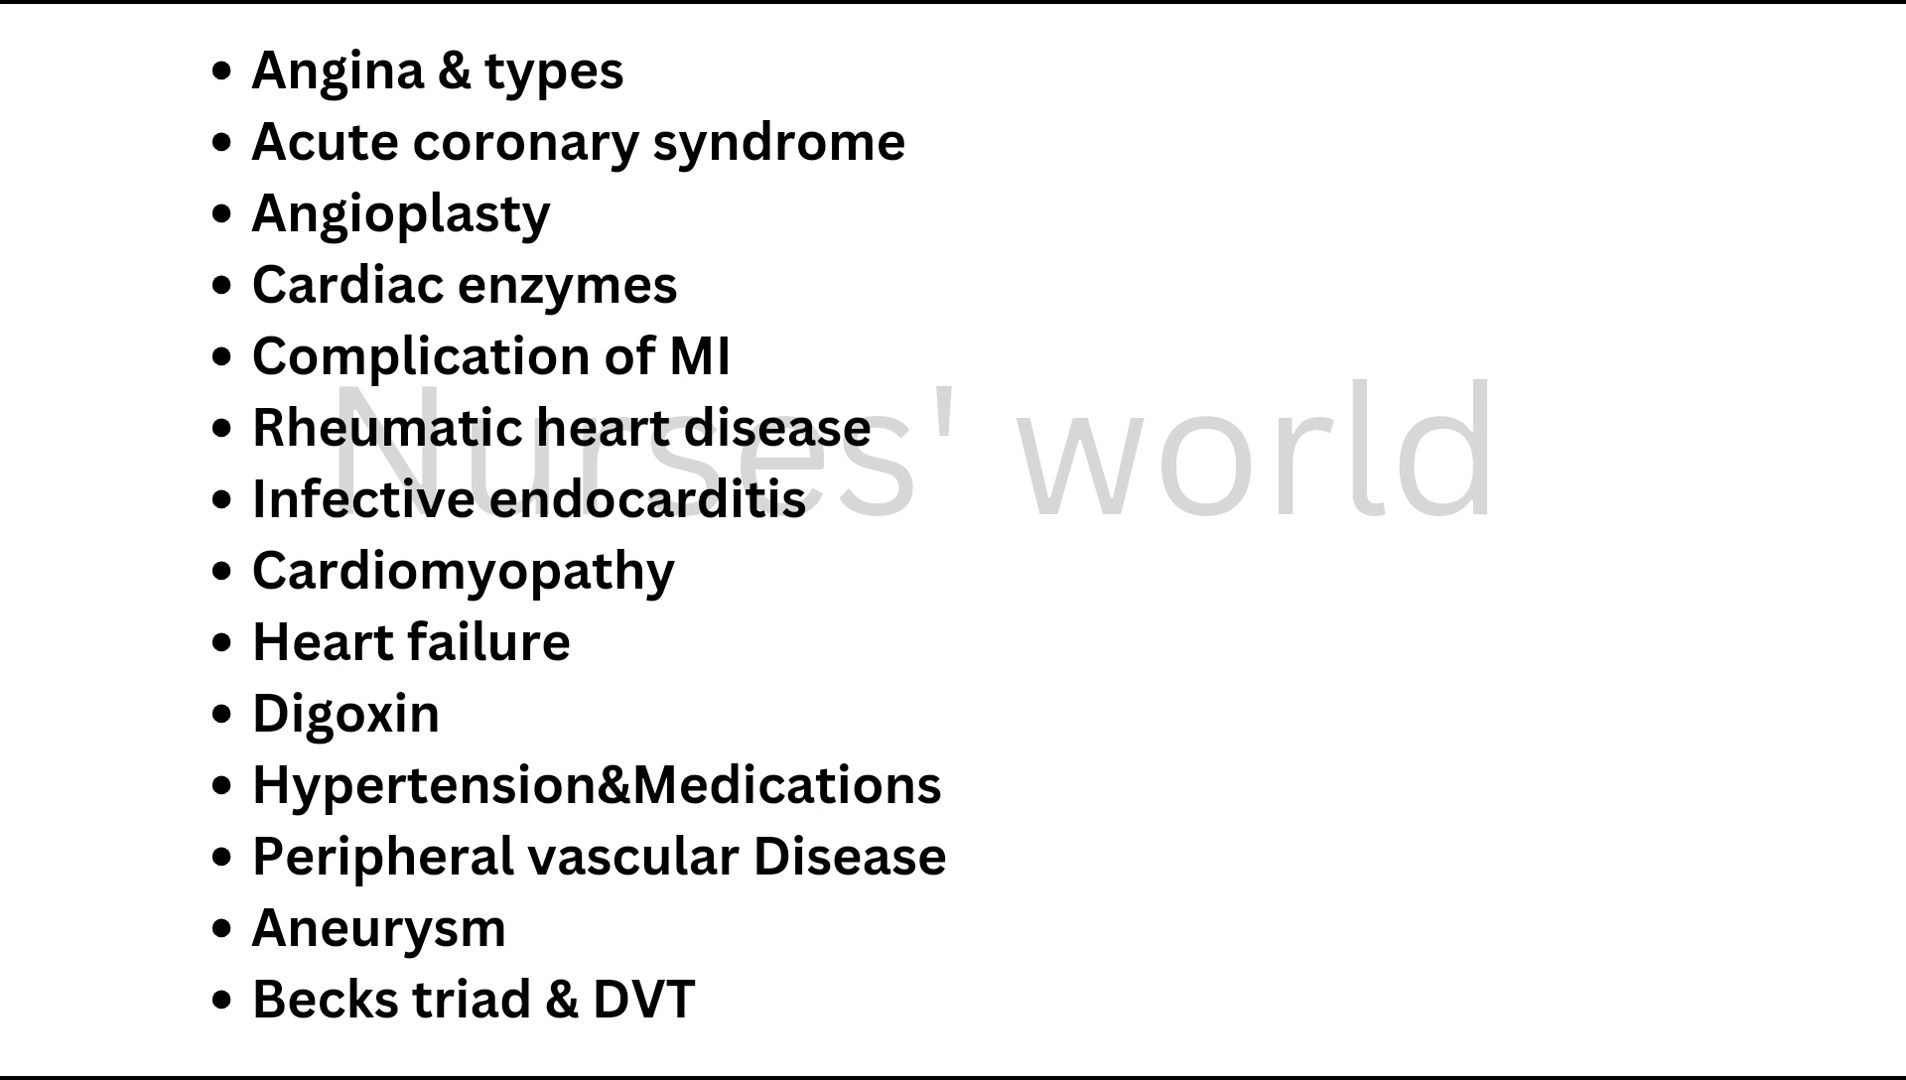 • Angina & types
• Acute coronary syndrome
• Angioplasty
• Cardiac enzymes
• Complication of MI
• Rheumatic heart disease
• Infective endocarditis
• Cardiomyopathy
• Heart failure
• Digoxin
• Hypertension&Medications
• Peripheral vascular Disease
• Aneurysm
• Becks triad & DVT
Nurses' world